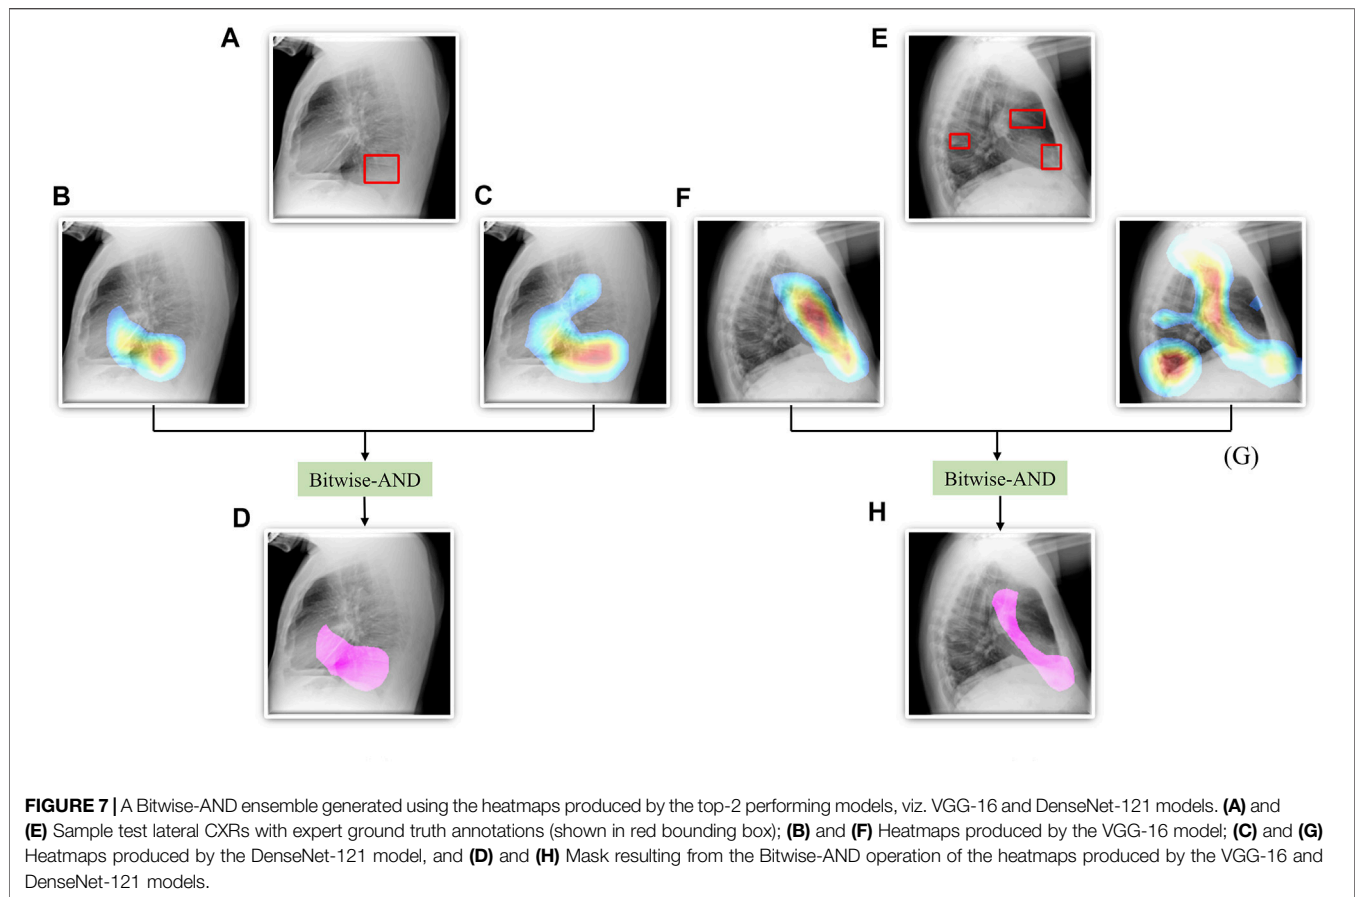 A
E
B
C
F
(G)
Bitwise-AND
Bitwise-AND
D
H
FIGURE 7 | A Bitwise-AND ensemble generated using the heatmaps produced by the top-2 performing models, viz. VGG-16 and DenseNet-121 models. (A) and
(E) Sample test lateral CXRs with expert ground truth annotations (shown in red bounding box); (B) and (F) Heatmaps produced by the VGG-16 model; (C) and (G)
Heatmaps produced by the DenseNet-121 model, and (D) and (H) Mask resulting from the Bitwise-AND operation of the heatmaps produced by the VGG-16 and
DenseNet-121 models.